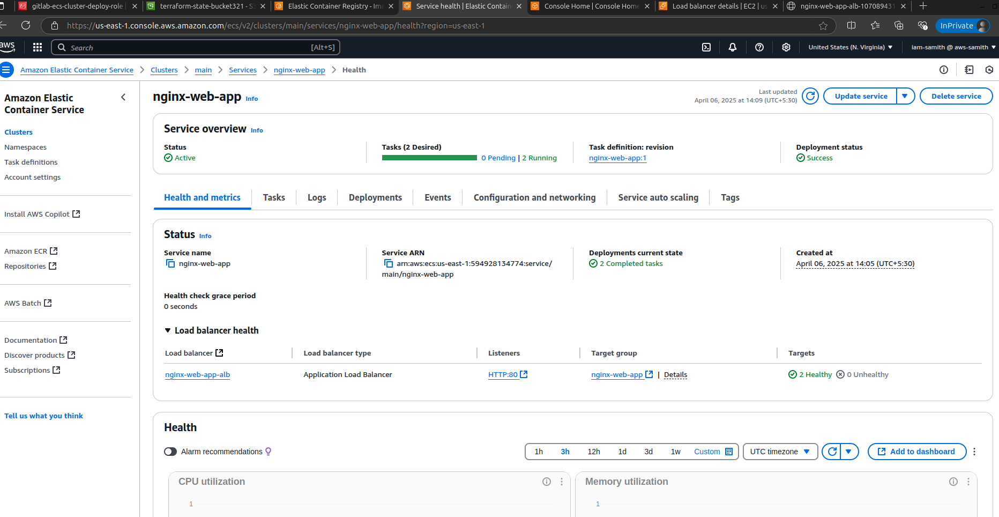 gitlab-ecs-cluster-deploy-role
terraform-state-bucket321 - S3
Elastic Container Registry - Ima
Service health | Elastic Contain
Console Home | Console Home
Load balancer details | EC2 | us
nginx-web-app-alb-107089431
https://us-east-1.console.aws.amazon.com/ecs/v2/clusters/main/services/nginx-web-app/health?region=us-east-1
InPrivate
aws
Search
[Alt+S]
United States (N. Virginia)
iam-samith @ aws-samith
Amazon Elastic Container Service
Clusters
main
Services
nginx-web-app
Health
Amazon Elastic
Container Service
Clusters
Namespaces
Task definitions
Account settings
Install AWS Copilot
Amazon ECR
Repositories
AWS Batch
Documentation
Discover products
Subscriptions
Tell us what you think
nginx-web-app Info
Last updated
April 06, 2025 at 14:09 (UTC+5:30)
Update service
Delete service
Service overview Info
Status
Active
Tasks (2 Desired)
0 Pending | 2 Running
Task definition: revision
nginx-web-app:1
Deployment status
Success
Health and metrics
Tasks
Logs
Deployments
Events
Configuration and networking
Service auto scaling
Tags
Status Info
Service name
nginx-web-app
Service ARN
arn:aws:ecs:us-east-1:594928134774:service/
main/nginx-web-app
Deployments current state
2 Completed tasks
Created at
April 06, 2025 at 14:05 (UTC+5:30)
Health check grace period
0 seconds
Load balancer health
Load balancer
Load balancer type
Listeners
Target group
Targets
nginx-web-app-alb
Application Load Balancer
HTTP:80
nginx-web-app | Details
2 Healthy 0 Unhealthy
Health
Alarm recommendations
1h
3h
12h
1d
3d
1w
Custom
UTC timezone
Add to dashboard
CPU utilization
1
Memory utilization
1